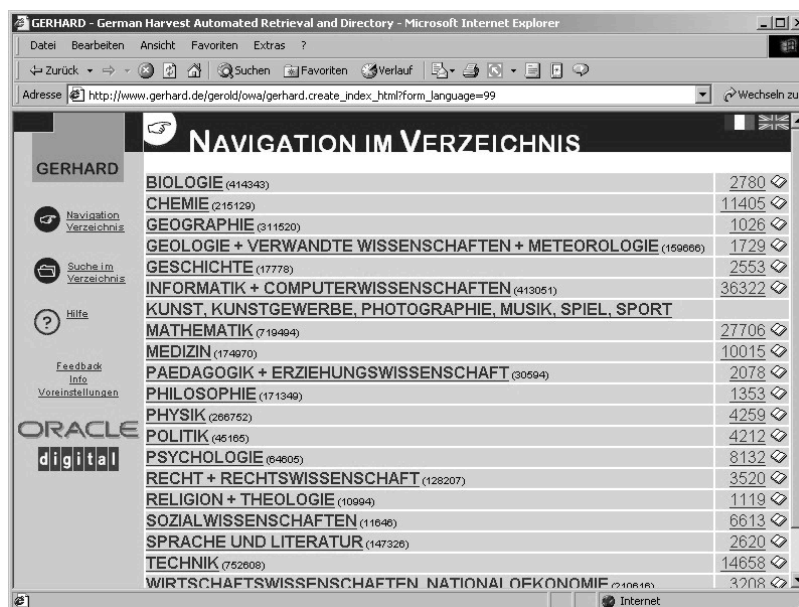 GERHARD - German Harvest Automated Retrieval and Directory - Microsoft Internet Explorer
Datei Bearbeiten Ansicht Favoriten Extras ?
Zurück Suchen Favoriten Verlauf
Adresse http://www.gerhard.de/gerold/owa/gerhard.create_index_html?form_language=99 Wechseln zu
GERHARD
NAVIGATION IM VERZEICHNIS
Navigation
Verzeichnis
Suche im
Verzeichnis
Hilfe
Feedback
Info
Voreinstellungen
ORACLE
digital
BIOLOGIE (414343) 2780
CHEMIE (215129) 11405
GEOGRAPHIE (311520) 1026
GEOLOGIE + VERWANDTE WISSENSCHAFTEN + METEOROLOGIE (159666) 1729
GESCHICHTE (17778) 2553
INFORMATIK + COMPUTERWISSENSCHAFTEN (413051) 36322
KUNST, KUNSTGEWERBE, PHOTOGRAPHIE, MUSIK, SPIEL, SPORT
MATHEMATIK (719494) 27706
MEDIZIN (174970) 10015
PAEDAGOGIK + ERZIEHUNGSWISSENSCHAFT (30594) 2078
PHILOSOPHIE (171349) 1353
PHYSIK (266752) 4259
POLITIK (45165) 4212
PSYCHOLOGIE (64605) 8132
RECHT + RECHTSWISSENSCHAFT (128207) 3520
RELIGION + THEOLOGIE (10994) 1119
SOZIALWISSENSCHAFTEN (11646) 6613
SPRACHE UND LITERATUR (147326) 2620
TECHNIK (752608) 14658
WIRTSCHAFTSWISSENSCHAFTEN, NATIONALOEKONOMIE (210616) 3208
Internet